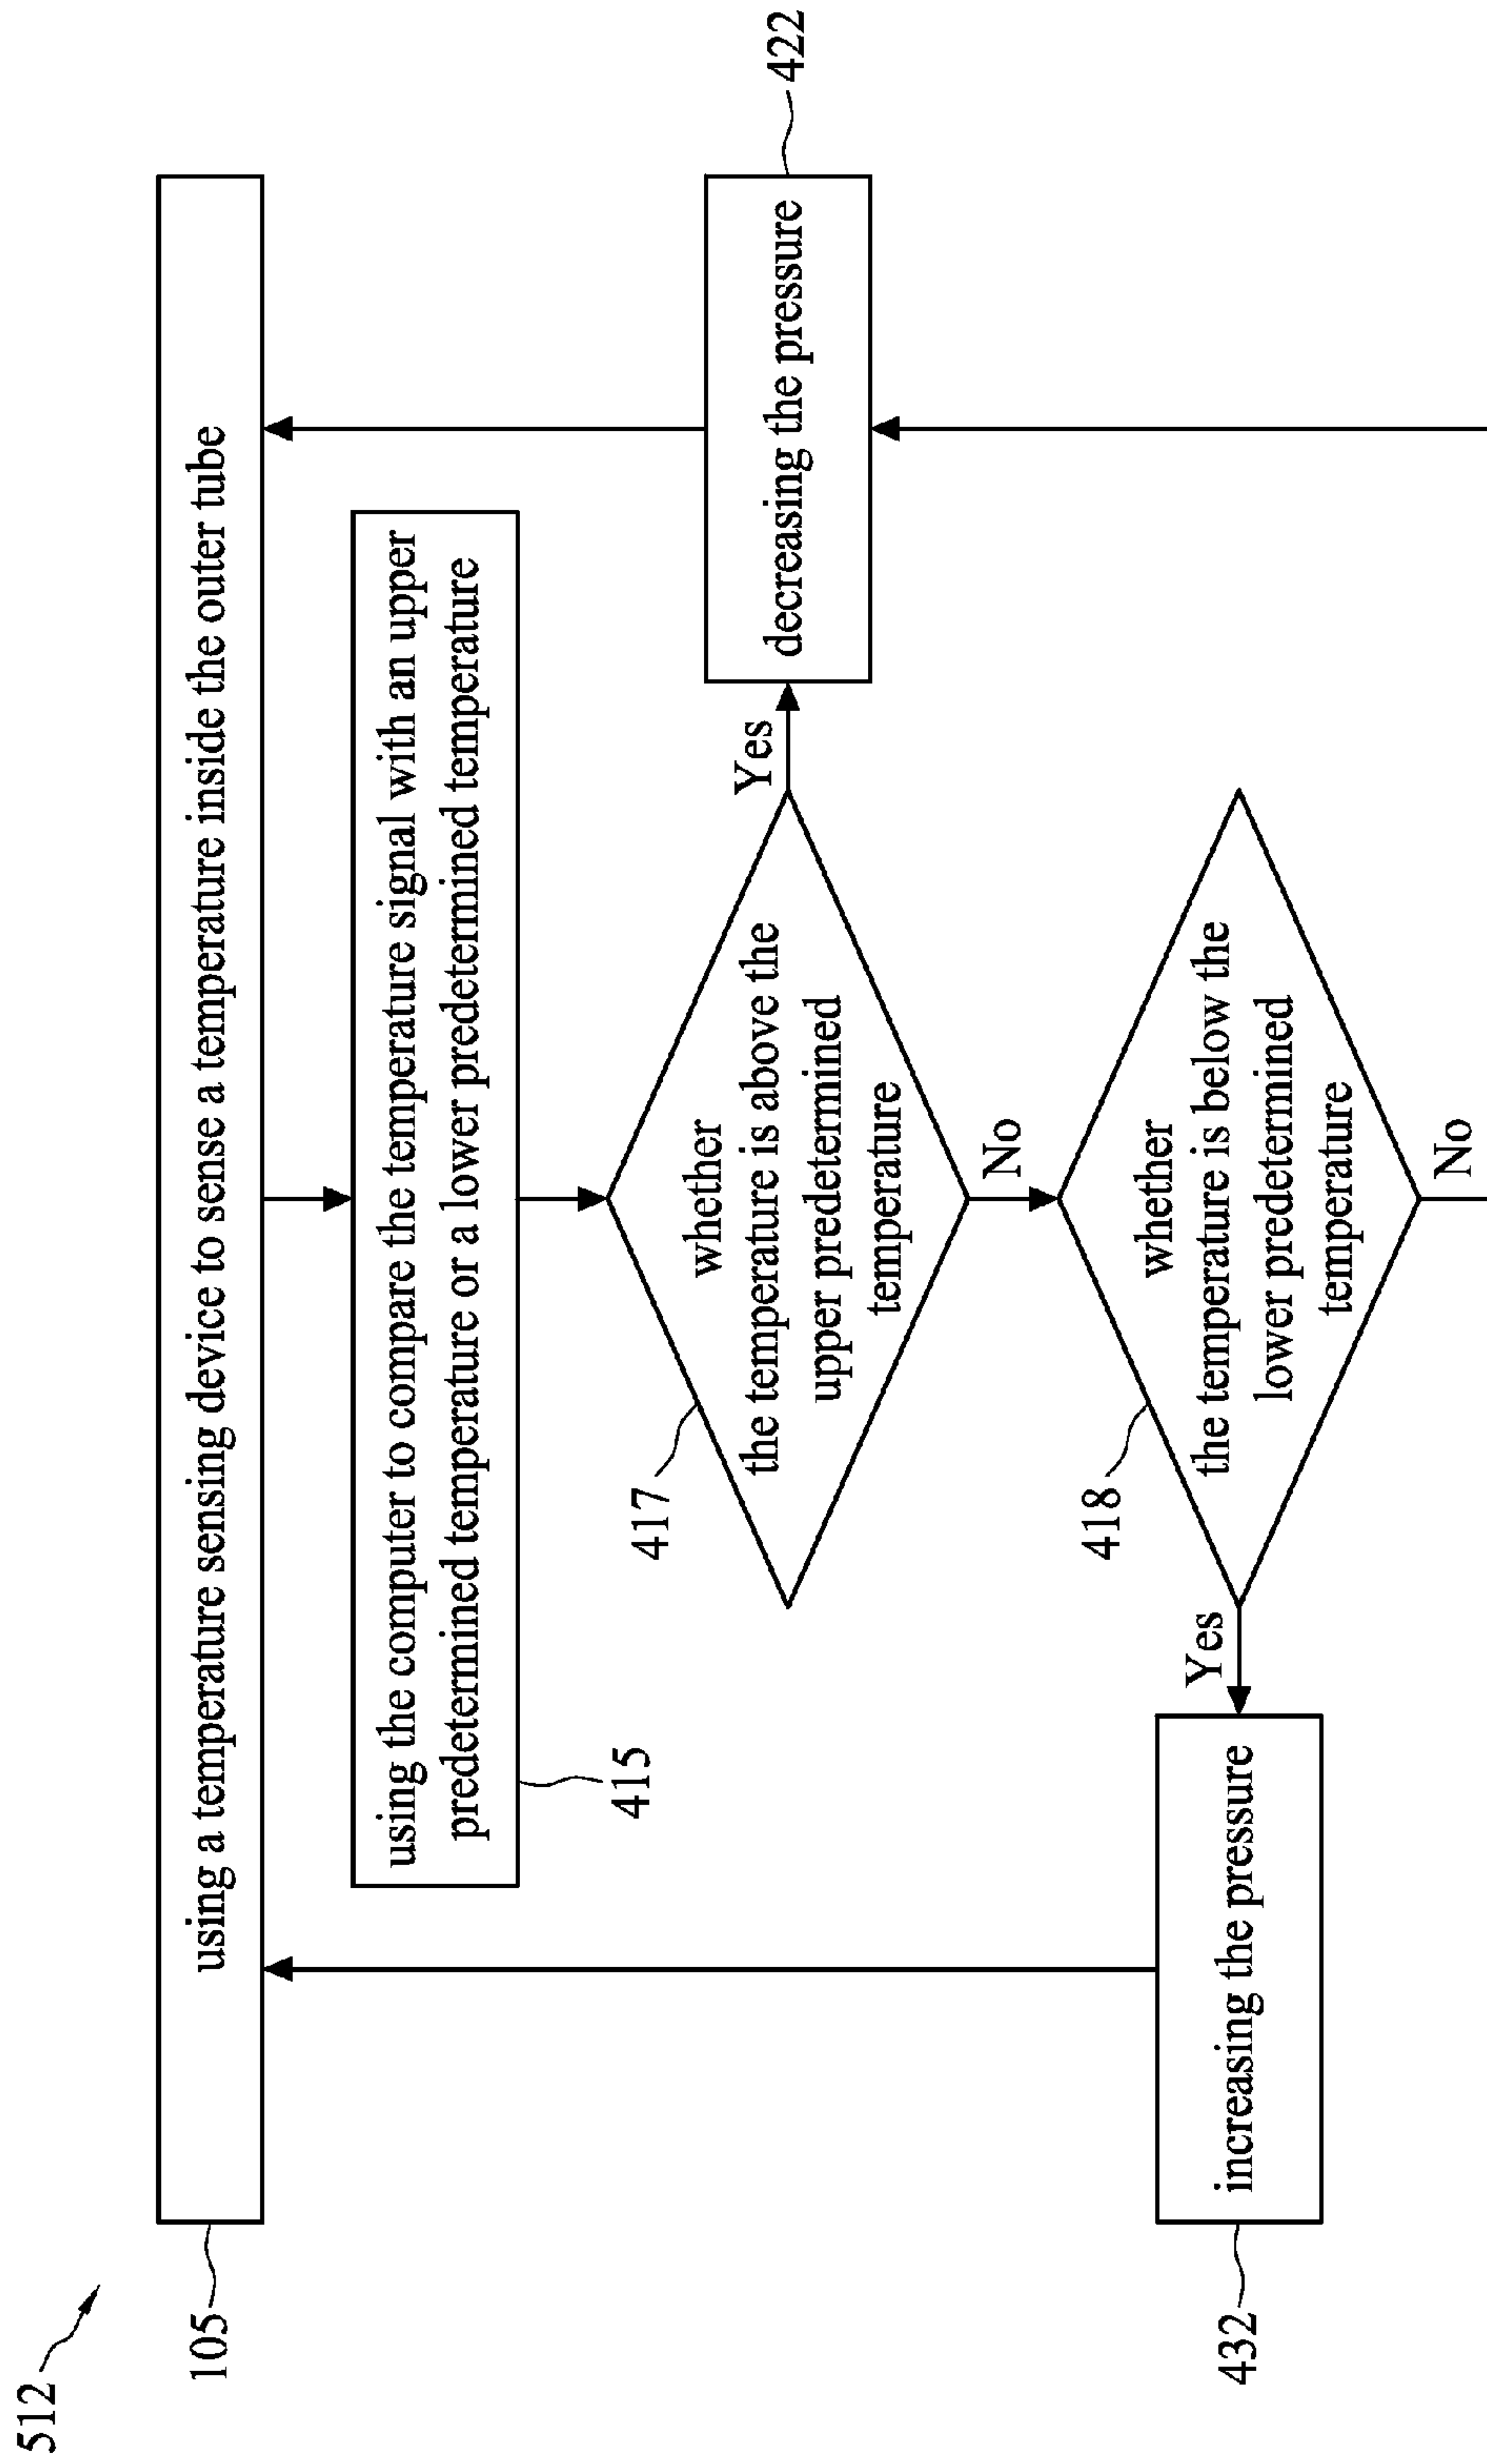 512
105
using a temperature sensing device to sense a temperature inside the outer tube
using the computer to compare the temperature signal with an upper
predetermined temperature or a lower predetermined temperature
415
417
whether
the temperature is above the
upper predetermined
temperature
Yes
decreasing the pressure
422
No
418
whether
the temperature is below the
lower predetermined
temperature
Yes
increasing the pressure
432
No